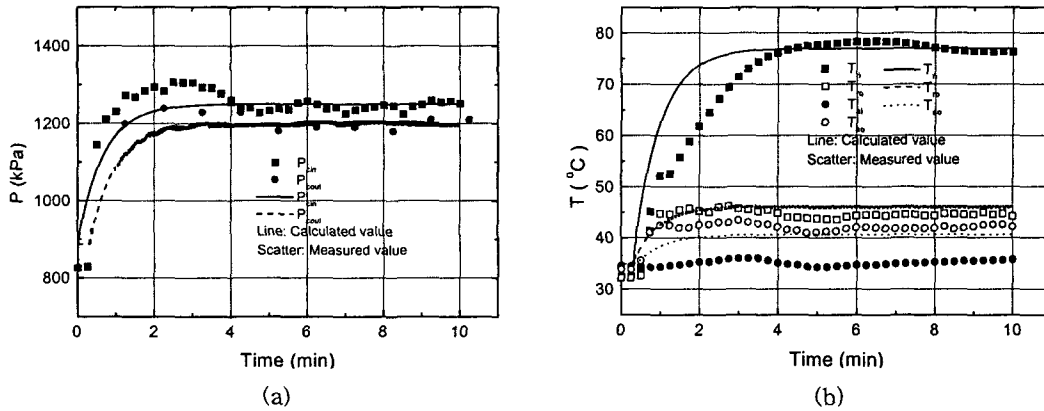 (a)
1400
1200
1000
800
P (kPa)
P
P
P
P
Line: Calculated value
Scatter: Measured value
0 2 4 6 8 10
Time (min)
(a)
(b)
80
70
60
50
40
30
T ( °C)
T T
T T
T T
T
Line: Calculated value
Scatter: Measured value
0 2 4 6 8 10
Time (min)
(b)